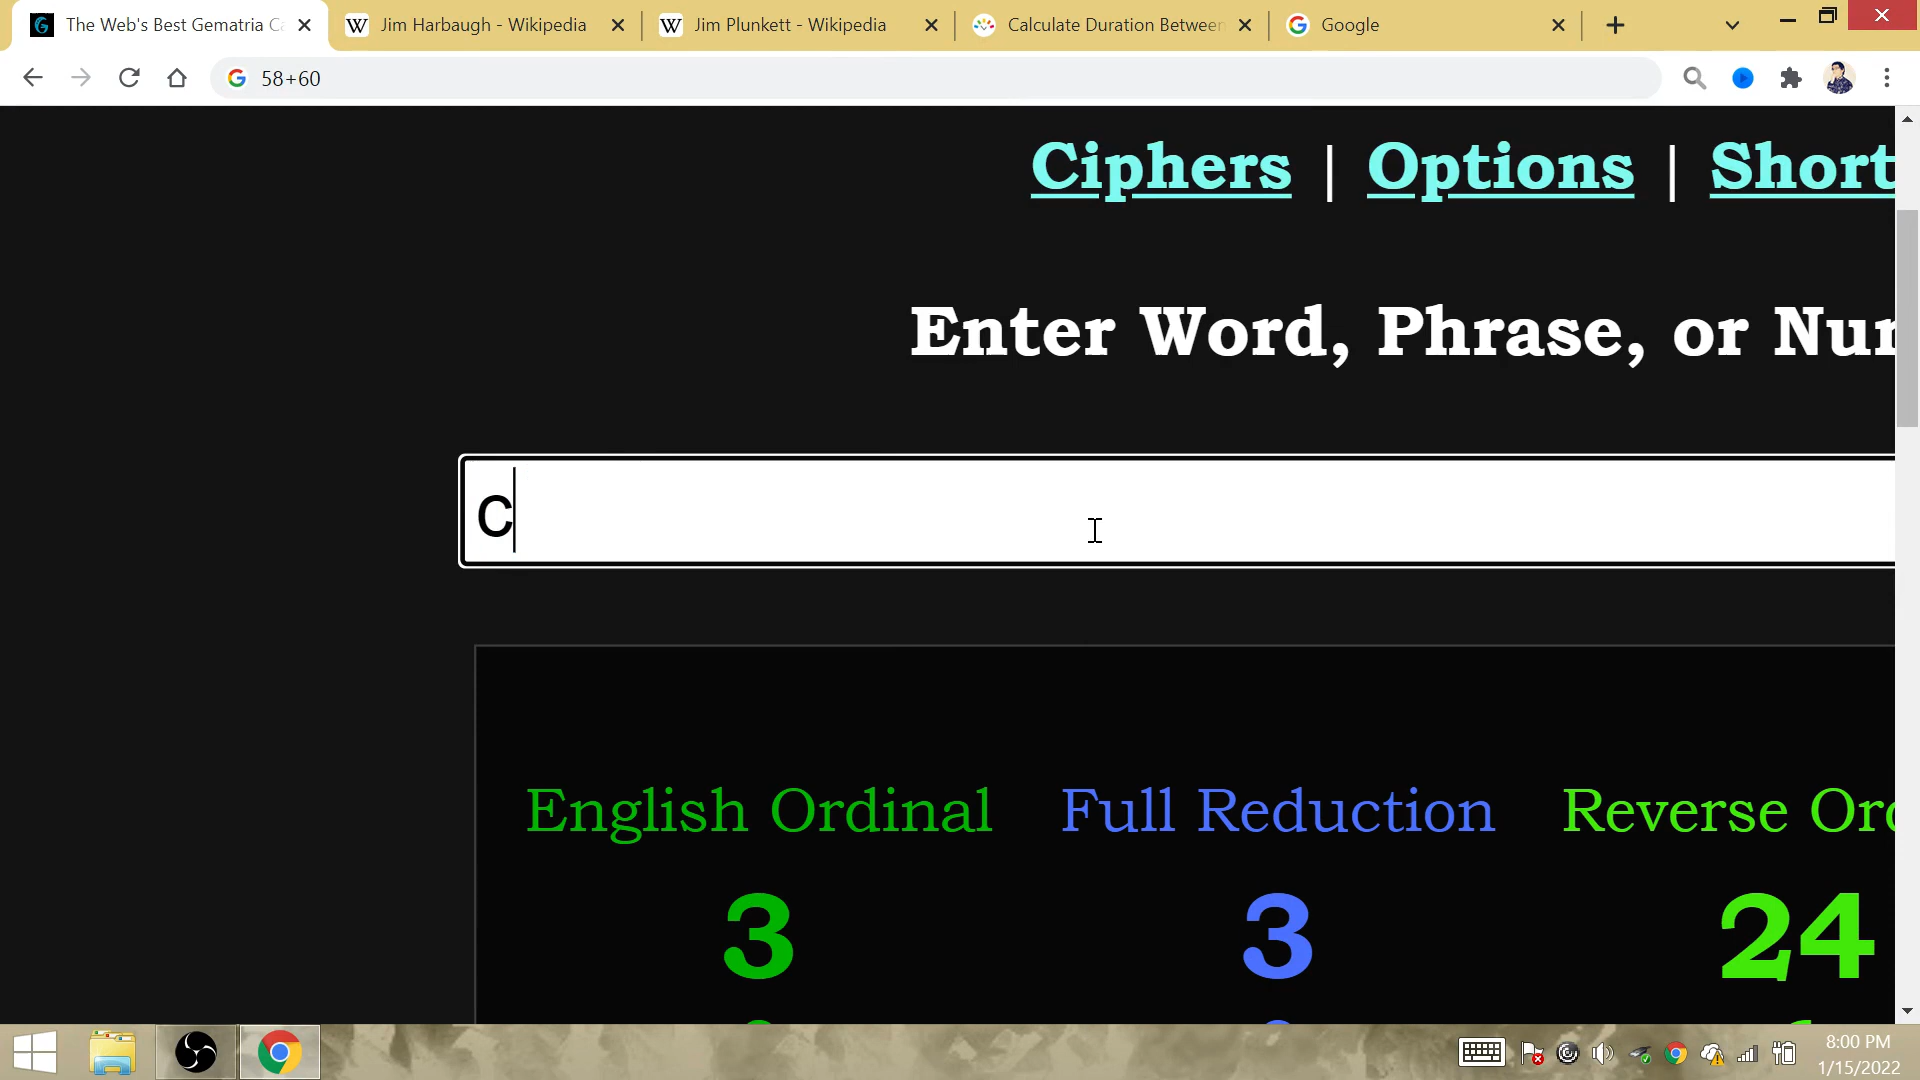 The Web's Best Gematria Ca
Jim Harbaugh - Wikipedia
Jim Plunkett - Wikipedia
Calculate Duration Between
Google
58+60
Ciphers | Options | Short
Enter Word, Phrase, or Nu
C
English Ordinal
Full Reduction
Reverse Ord
3
3
24
8:00 PM
1/15/2022